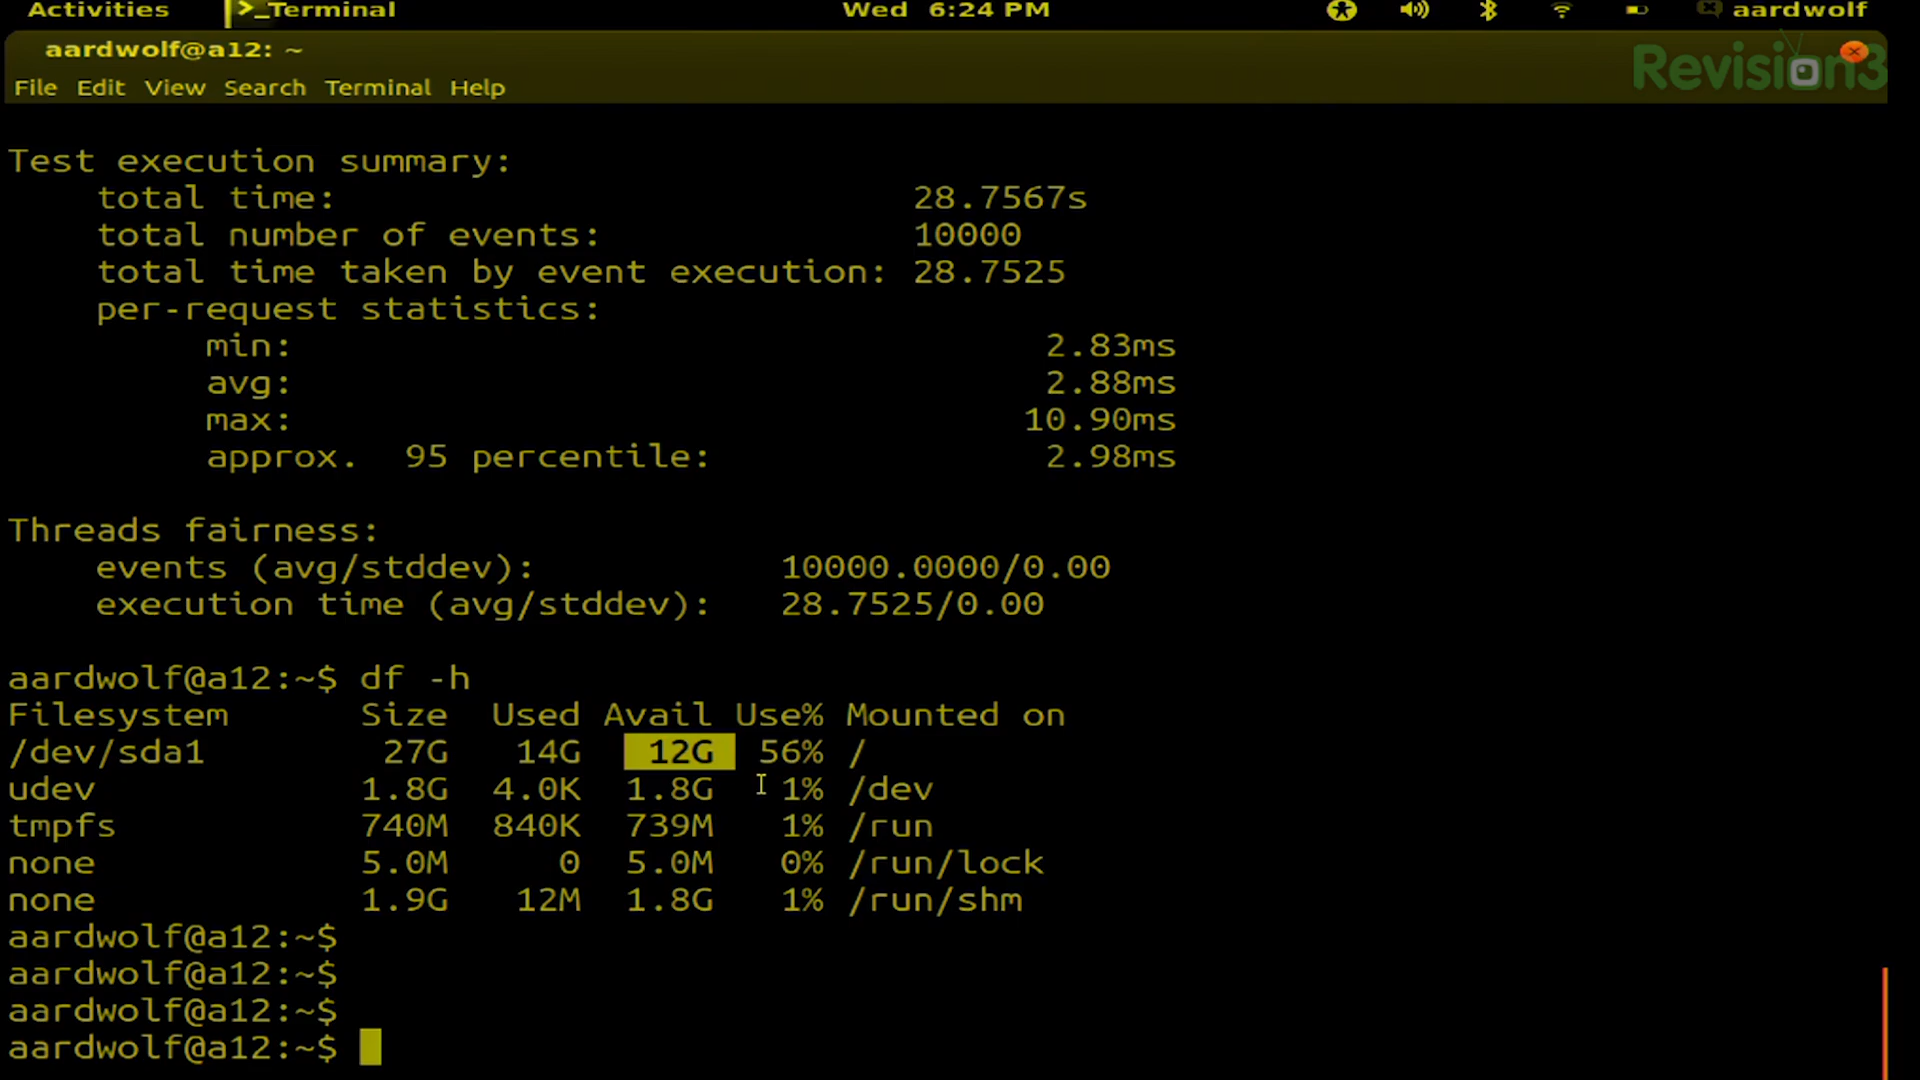 Activities >_Terminal Wed 6:24 PM aardwolf
aardwolf@a12: ~
Revision3
File Edit View Search Terminal Help
Test execution summary:
total time: 28.7567s
total number of events: 10000
total time taken by event execution: 28.7525
per-request statistics:
min: 2.83ms
avg: 2.88ms
max: 10.90ms
approx. 95 percentile: 2.98ms
Threads fairness:
events (avg/stddev): 10000.0000/0.00
execution time (avg/stddev): 28.7525/0.00
aardwolf@a12:~$ df -h
Filesystem Size Used Avail Use% Mounted on
/dev/sda1 27G 14G 12G 56% /
udev 1.8G 4.0K 1.8G 1% /dev
tmpfs 740M 840K 739M 1% /run
none 5.0M 0 5.0M 0% /run/lock
none 1.9G 12M 1.8G 1% /run/shm
aardwolf@a12:~$
aardwolf@a12:~$
aardwolf@a12:~$
aardwolf@a12:~$